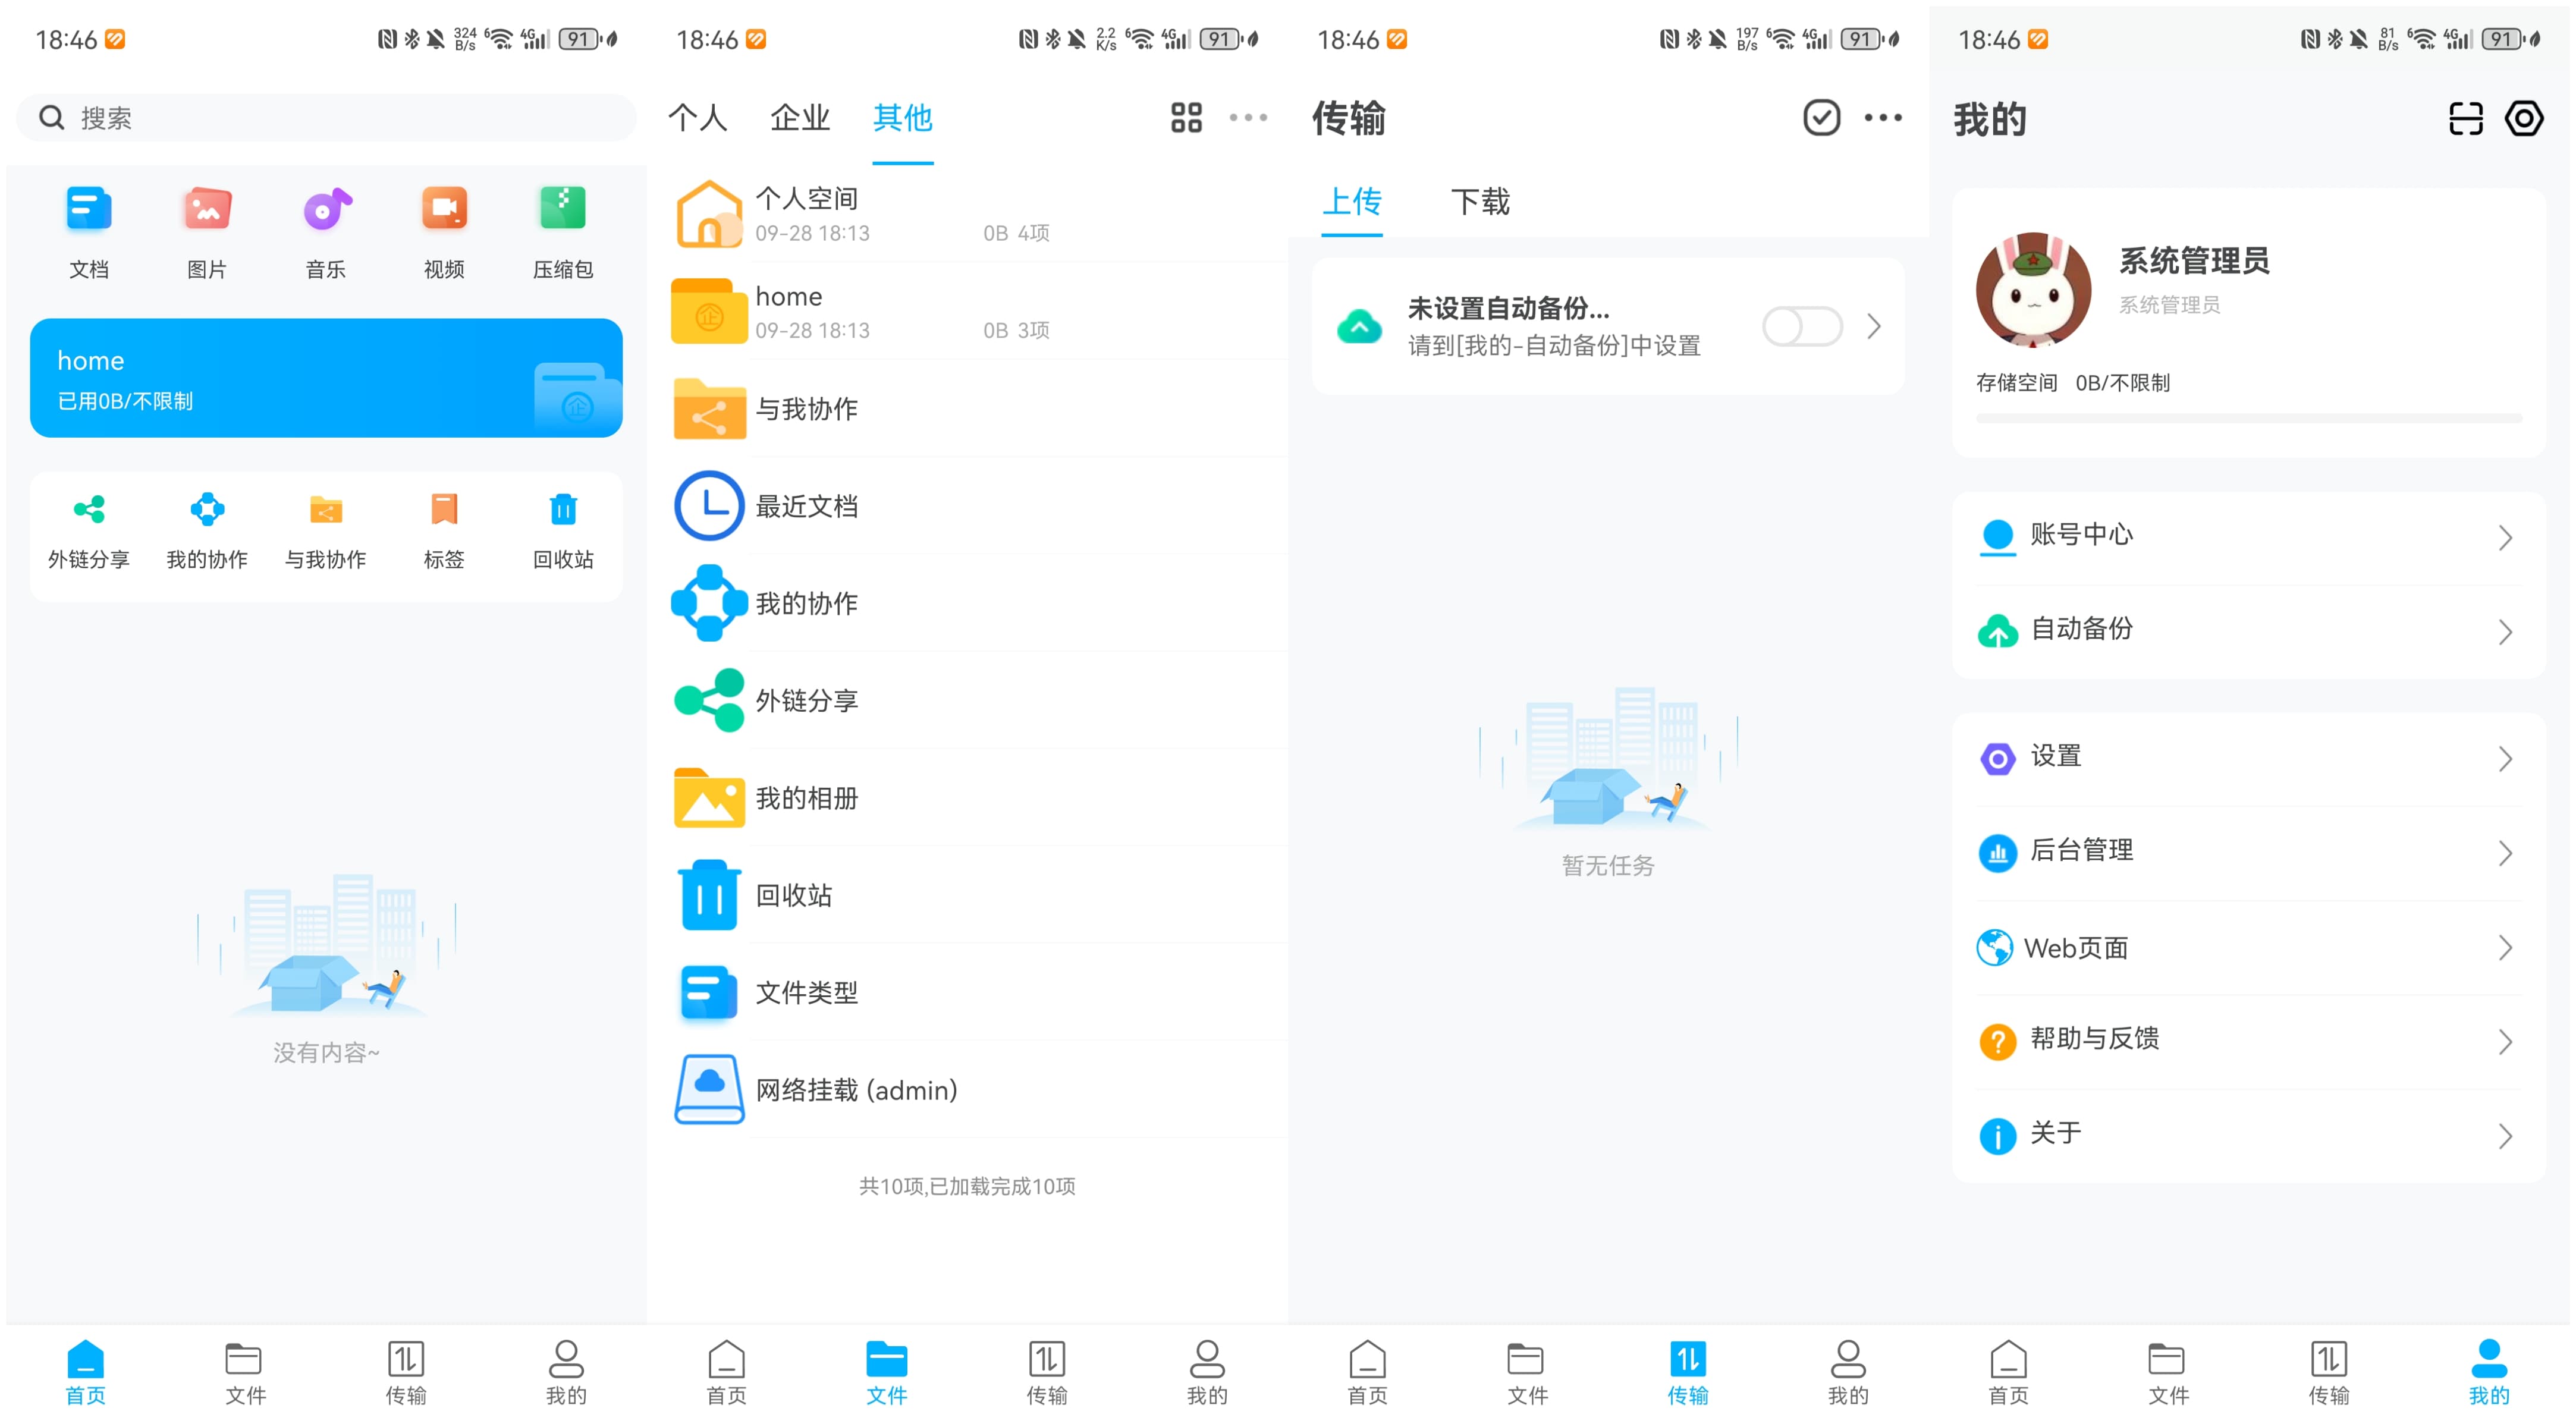 18:46 324 B/s 6 4G 91
搜索
文档 图片 音乐 视频 压缩包
home
已用0B/不限制
企
外链分享 我的协作 与我协作 标签 回收站
没有内容~
首页 文件 传输 我的
18:46 2.2 K/s 6 4G 91
个人 企业 其他
个人空间
09-28 18:13 0B 4项
home
企
09-28 18:13 0B 3项
与我协作
最近文档
我的协作
外链分享
我的相册
回收站
文件类型
网络挂载 (admin)
共10项,已加载完成10项
首页 文件 传输 我的
18:46 197 B/s 6 4G 91
传输
上传 下载
未设置自动备份...
请到[我的-自动备份]中设置
暂无任务
首页 文件 传输 我的
18:46 81 B/s 6 4G 91
我的
系统管理员
系统管理员
存储空间 0B/不限制
账号中心
自动备份
设置
后台管理
Web页面
帮助与反馈
关于
首页 文件 传输 我的